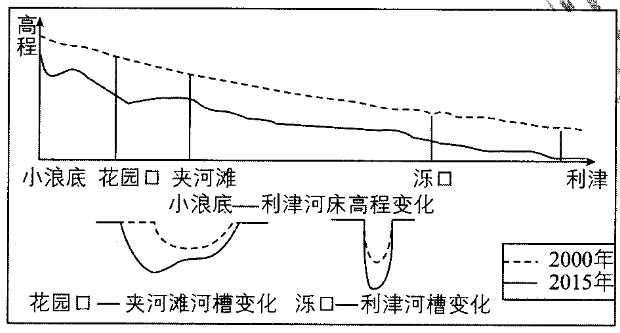 高
程
小浪底 花园口 夹河滩 泺口 利津
小浪底—利津河床高程变化
2000年
2015年
花园口—夹河滩河槽变化 泺口—利津河槽变化